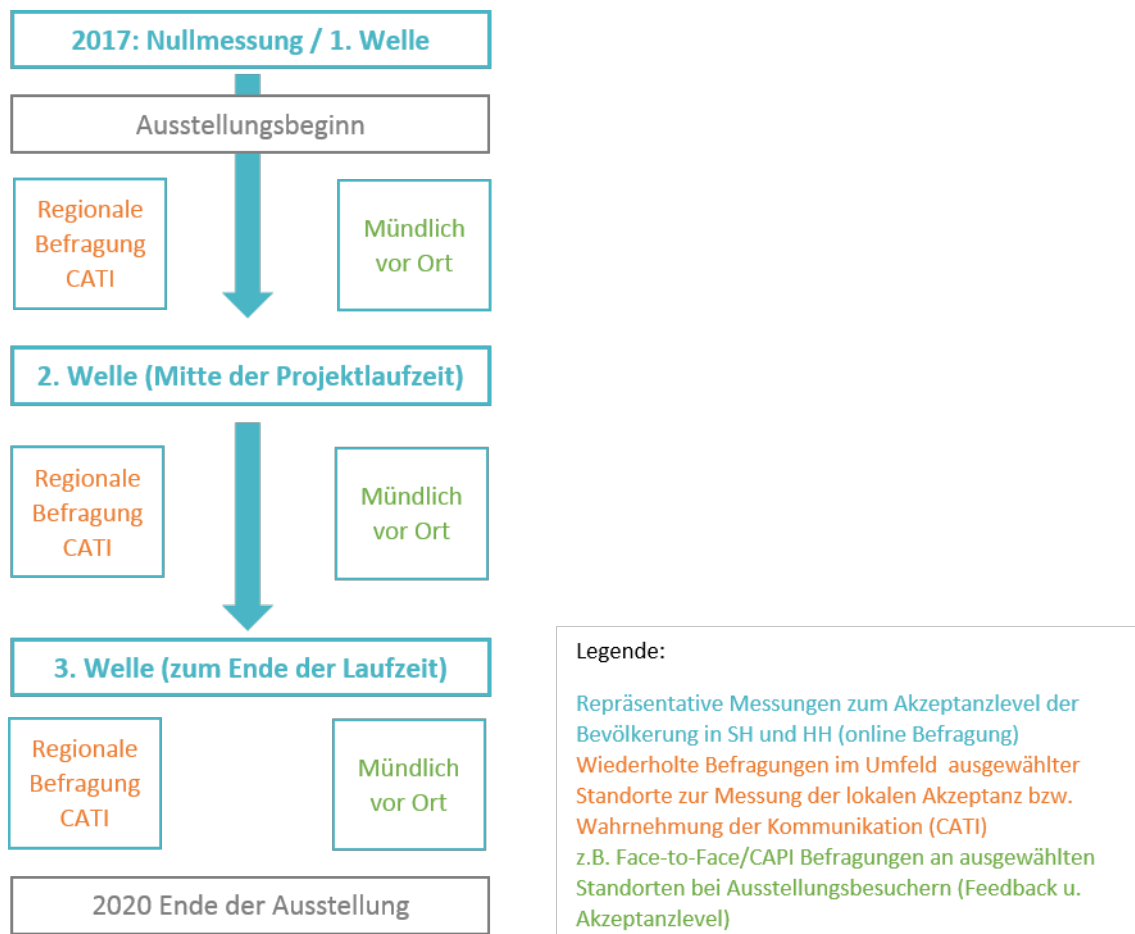 2017: Nullmessung / 1. Welle
Ausstellungsbeginn
Regionale
Befragung
CATI
Mündlich
vor Ort
2. Welle (Mitte der Projektlaufzeit)
Regionale
Befragung
CATI
Mündlich
vor Ort
3. Welle (zum Ende der Laufzeit)
Regionale
Befragung
CATI
Mündlich
vor Ort
2020 Ende der Ausstellung
Legende:
Repräsentative Messungen zum Akzeptanzlevel der
Bevölkerung in SH und HH (online Befragung)
Wiederholte Befragungen im Umfeld ausgewählter
Standorte zur Messung der lokalen Akzeptanz bzw.
Wahrnehmung der Kommunikation (CATI)
z.B. Face-to-Face/CAPI Befragungen an ausgewählten
Standorten bei Ausstellungsbesuchern (Feedback u.
Akzeptanzlevel)